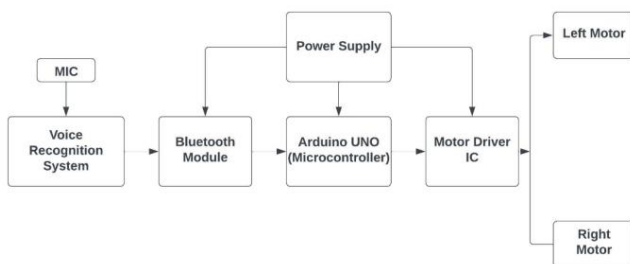 Power Supply
Left Motor
MIC
Voice
Recognition
System
Bluetooth
Module
Arduino UNO
(Microcontroller)
Motor Driver
IC
Right
Motor